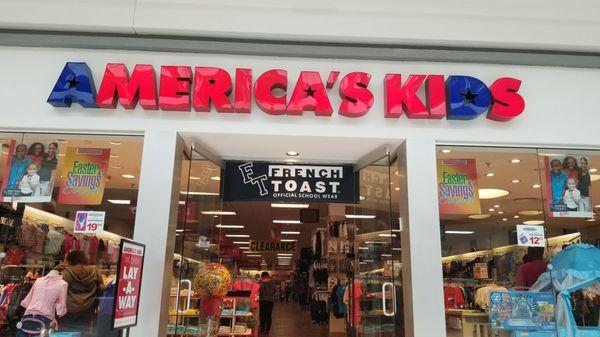 AMERICA'S KIDS
FT FRENCH
TOAST
OFFICIAL SCHOOL WEAR
Easter
SAVINGS
Easter
SAVINGS
CLEARANCE
$19
$12
LAY
-A-
WAY